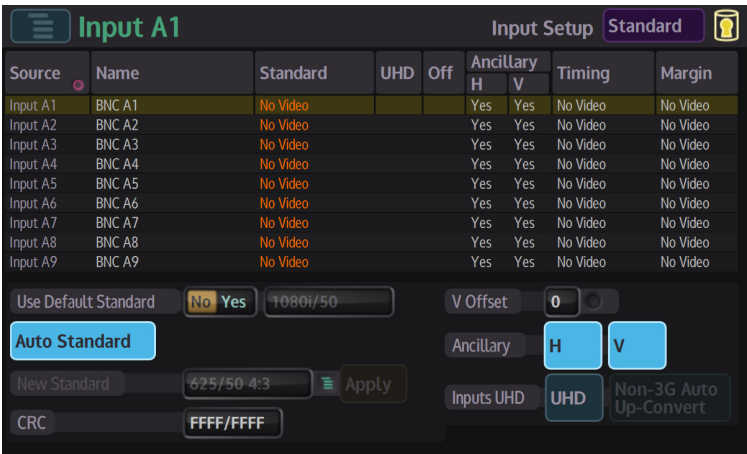 Input A1 Input Setup Standard
Source Name Standard UHD Off Ancillary Timing Margin
H V
Input A1 BNC A1 No Video Yes Yes No Video No Video
Input A2 BNC A2 No Video Yes Yes No Video No Video
Input A3 BNC A3 No Video Yes Yes No Video No Video
Input A4 BNC A4 No Video Yes Yes No Video No Video
Input A5 BNC A5 No Video Yes Yes No Video No Video
Input A6 BNC A6 No Video Yes Yes No Video No Video
Input A7 BNC A7 No Video Yes Yes No Video No Video
Input A8 BNC A8 No Video Yes Yes No Video No Video
Input A9 BNC A9 No Video Yes Yes No Video No Video
Use Default Standard No Yes 1080i/50 V Offset 0
Auto Standard Ancillary H V
New Standard 625/50 4:3 Apply Inputs UHD UHD Non-3G Auto
Up-Convert
CRC FFFF/FFFF